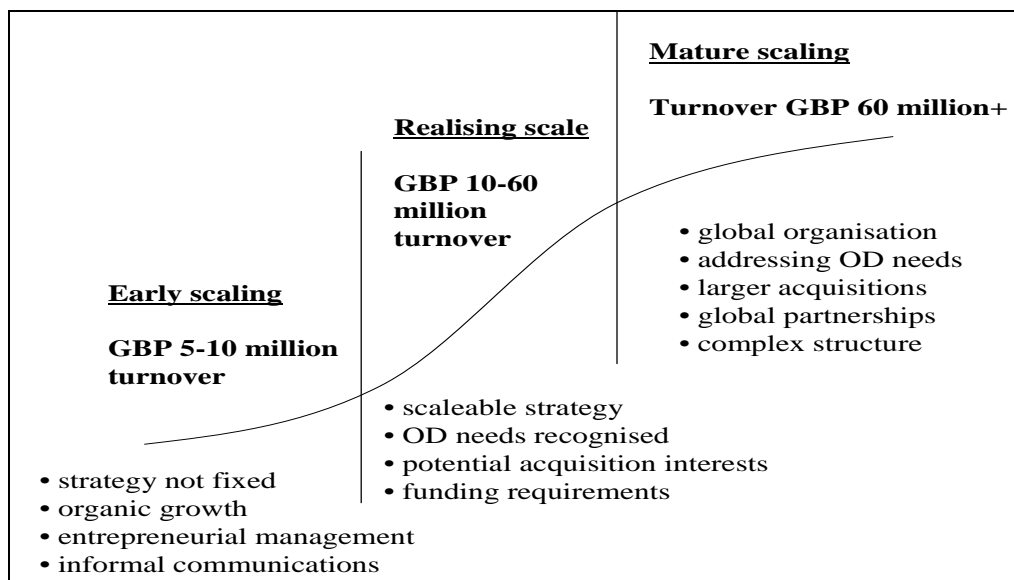 Early scaling
GBP 5-10 million
turnover
• strategy not fixed
• organic growth
• entrepreneurial management
• informal communications
Realising scale
GBP 10-60
million
turnover
• scaleable strategy
• OD needs recognised
• potential acquisition interests
• funding requirements
Mature scaling
Turnover GBP 60 million+
• global organisation
• addressing OD needs
• larger acquisitions
• global partnerships
• complex structure